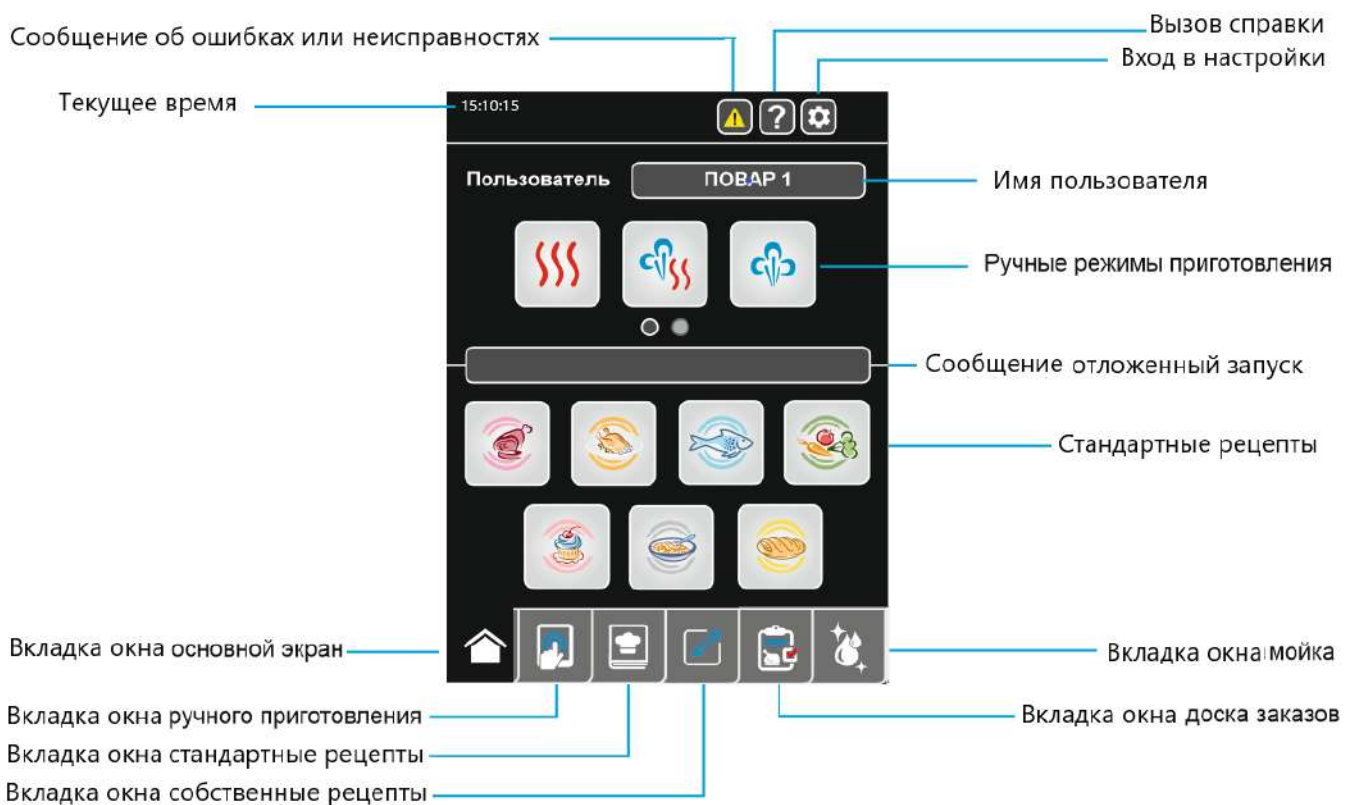 Вызов справки
Сообщение об ошибках или неисправностях
Вход в настройки
Текущее время
15:10:15
?
Пользователь ПОВАР 1
Имя пользователя
Ручные режимы приготовления
Сообщение отложенный запуск
Стандартные рецепты
Вкладка окна основной экран
Вкладка окна мойка
Вкладка окна ручного приготовления
Вкладка окна доска заказов
Вкладка окна стандартные рецепты
Вкладка окна собственные рецепты